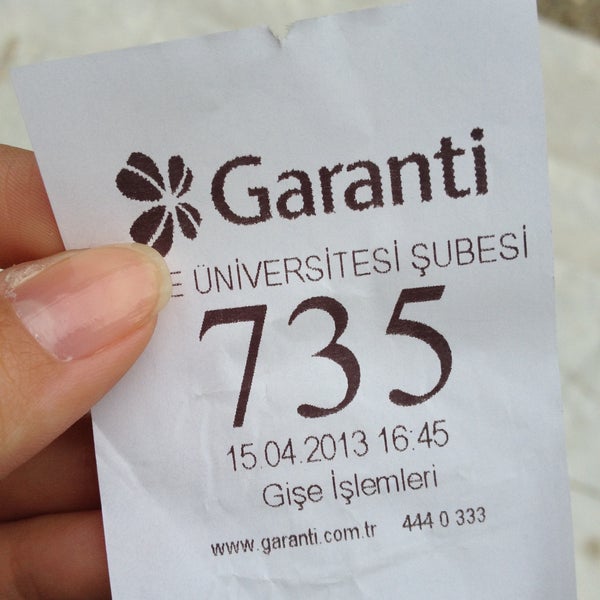 Garanti
ÜNİVERSİTESİ ŞUBESİ
735
15.04.2013 16:45
Gişe İşlemleri
www.garanti.com.tr 444 0 333